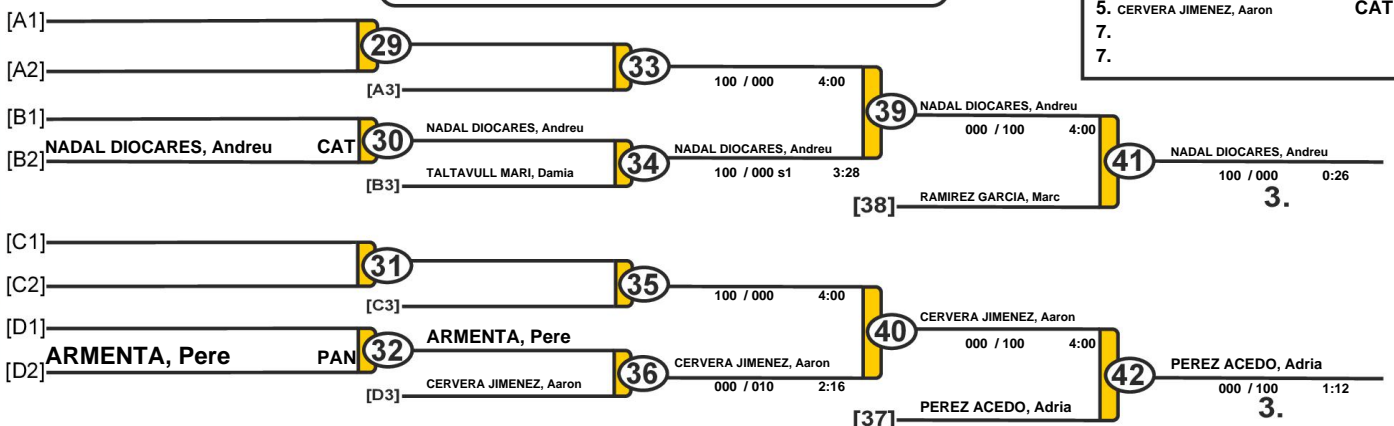 5. CERVERA JIMENEZ, Aaron CAT
7.
7.
[A1]
[A2]
29
[A3]
33
100 / 000 4:00
[B1]
[B2] NADAL DIOCARES, Andreu CAT
30
NADAL DIOCARES, Andreu
[B3] TALTAVULL MARI, Damia
34
NADAL DIOCARES, Andreu
100 / 000 s1 3:28
39
NADAL DIOCARES, Andreu
000 / 100 4:00
[38] RAMIREZ GARCIA, Marc
41
NADAL DIOCARES, Andreu
100 / 000 0:26
3.
[C1]
[C2]
31
[C3]
35
100 / 000 4:00
[D1]
[D2] ARMENTA, Pere PAN
32
ARMENTA, Pere
[D3] CERVERA JIMENEZ, Aaron
36
CERVERA JIMENEZ, Aaron
000 / 010 2:16
40
CERVERA JIMENEZ, Aaron
000 / 100 4:00
[37] PEREZ ACEDO, Adria
42
PEREZ ACEDO, Adria
000 / 100 1:12
3.